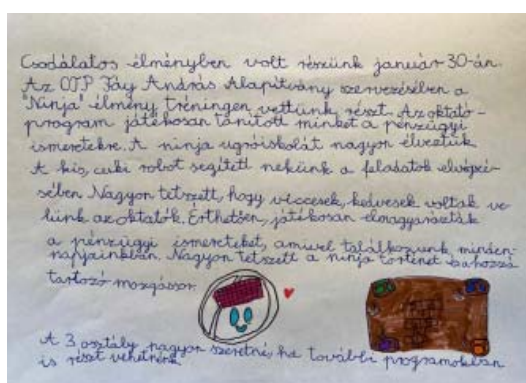 Csodálatos élményben volt részünk január 30-án.
Az OTP Fáy András Alapítvány szervezésében a
"Ninja" élmény tréningen vettünk részt. Az oktató-
program játékosan tanított minket a pénzügyi
ismeretekre. A ninja ugróiskolát nagyon élveztük.
A kis, cuki robot segített nekünk a feladatok elvégzé-
sében. Nagyon tetszett, hogy viccesek, kedvesek voltak ve-
lünk az oktatók. Érthetően, játékosan elmagyarázták
a pénzügyi ismereteket, amivel találkozunk minden-
napjainkban. Nagyon tetszett a ninja történet s a hozzá
tartozó mozgássor.
A 3. osztály nagyon szeretné, ha további programokban
is részt vehetnénk.